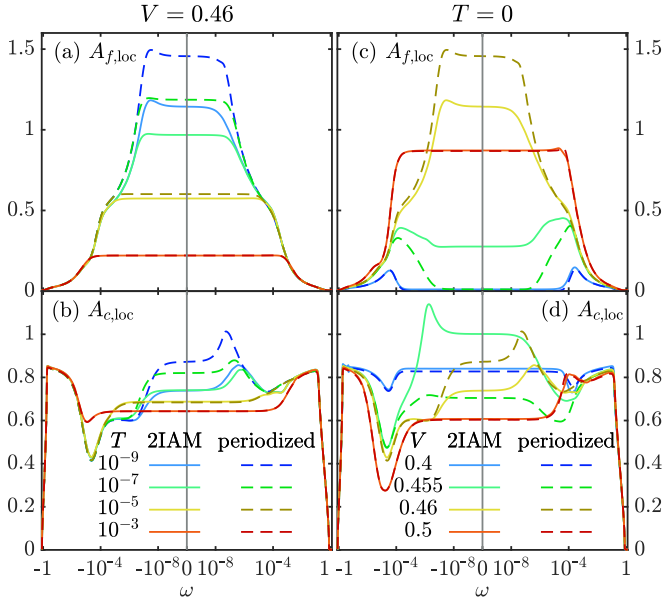 V = 0.46
T = 0
(a) A_f,loc
(c) A_f,loc
1.5
1
0.5
0
1.5
1
0.5
0
(b) A_c,loc
(d) A_c,loc
1
0.8
0.6
0.4
0.2
0
1
0.8
0.6
0.4
0.2
0
T 2IAM periodized
10^-9
10^-7
10^-5
10^-3
V 2IAM periodized
0.4
0.455
0.46
0.5
-1 -10^-4 -10^-8 0 10^-8 10^-4 1
-1 -10^-4 -10^-8 0 10^-8 10^-4 1
ω
ω